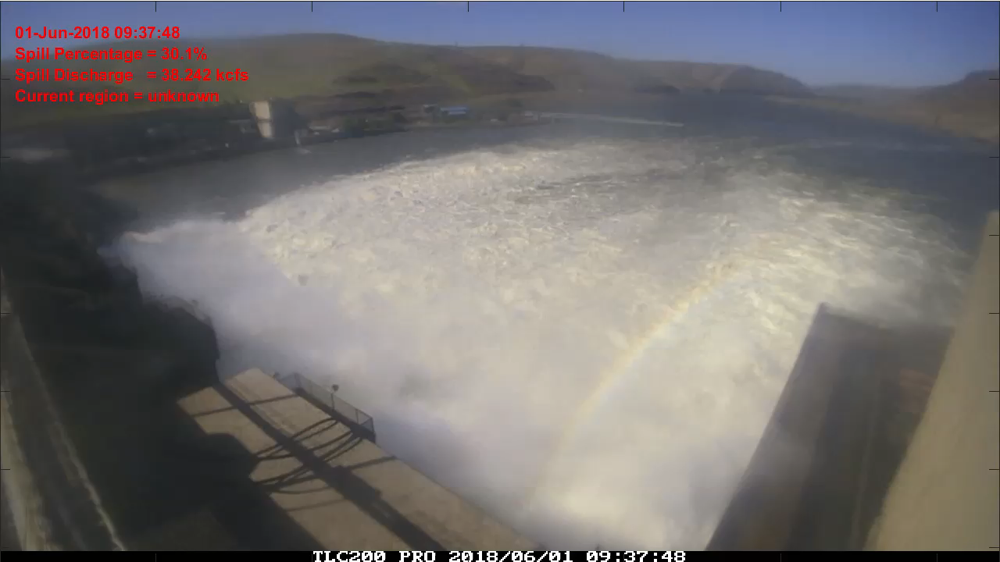 01-Jun-2018 09:37:48
Spill Percentage = 30.1%
Spill Discharge = 38.242 kcfs
Current region = unknown
TLC200 PRO 2018/06/01 09:37:48